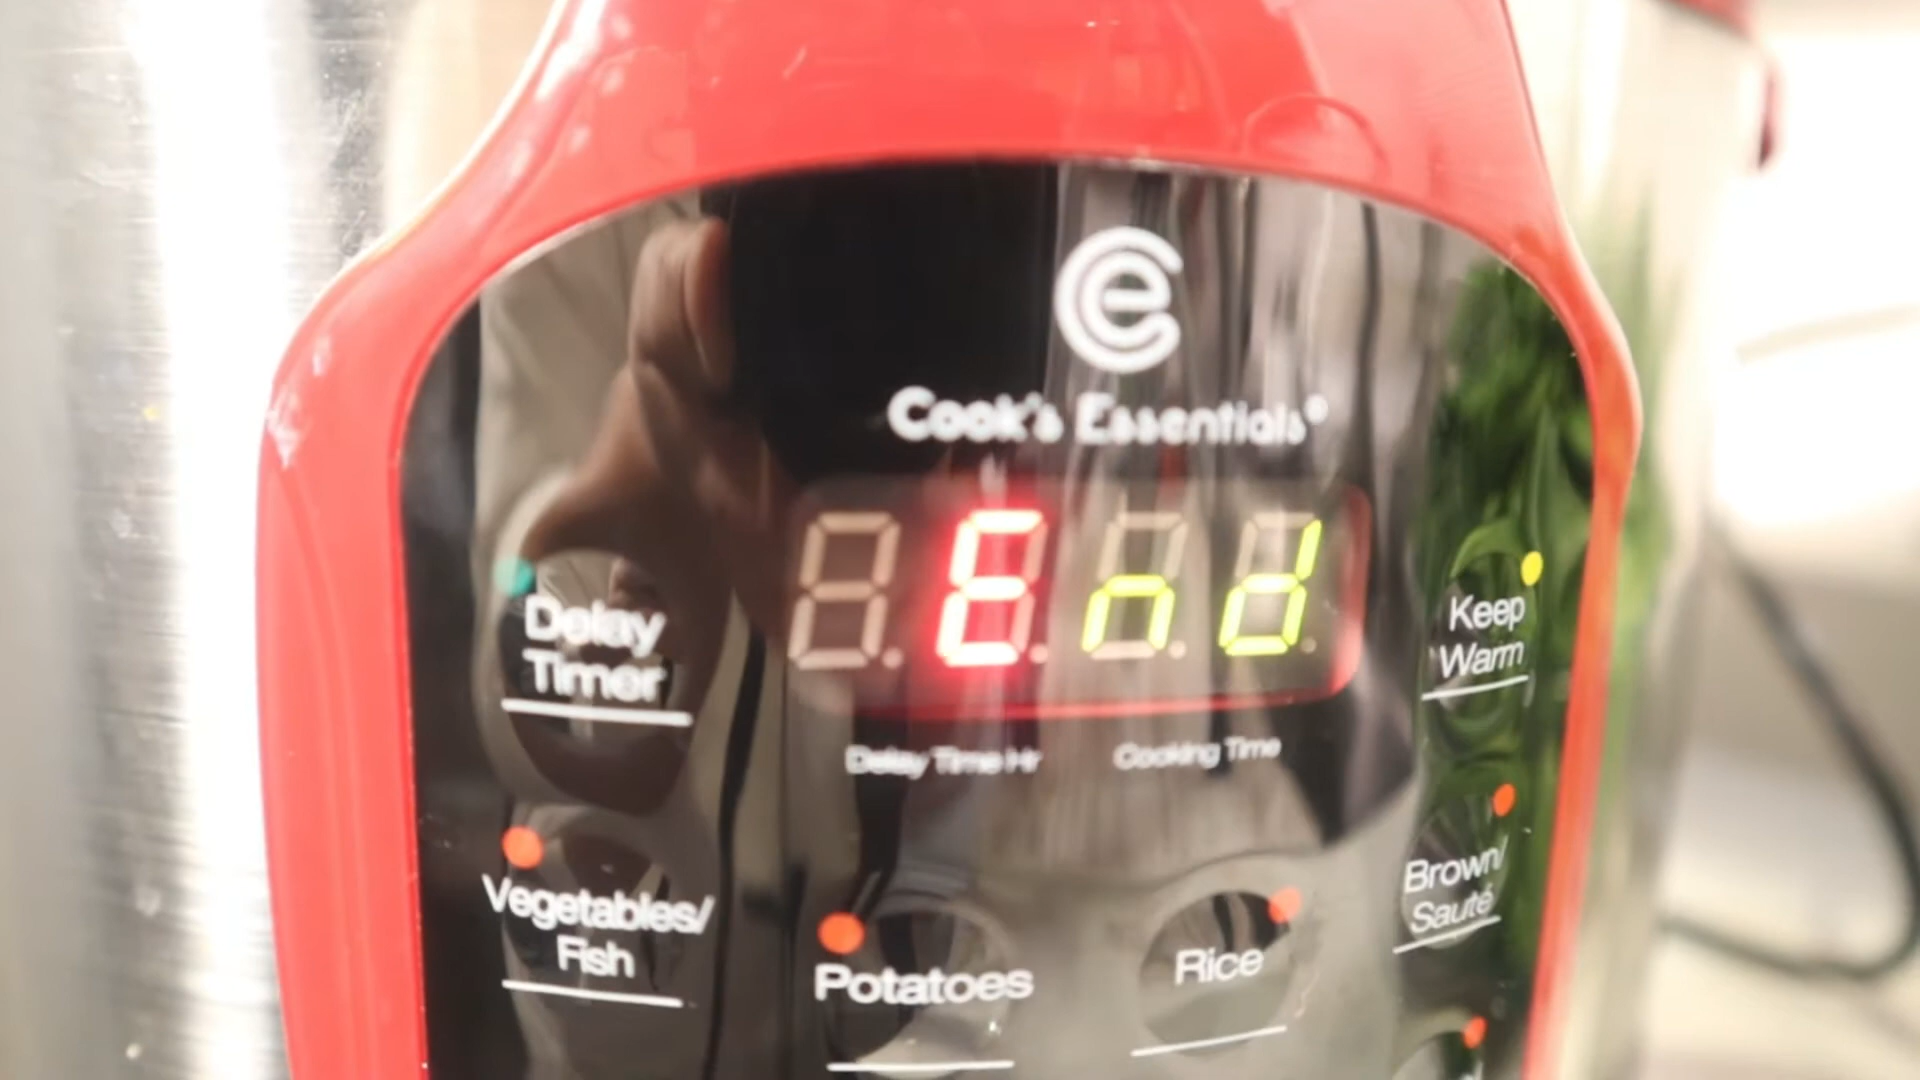 e
Cook's Essentials®
End
Delay
Timer
Keep
Warm
Delay Time Hr
Cooking Time
Vegetables/
Fish
Potatoes
Rice
Brown/
Sauté